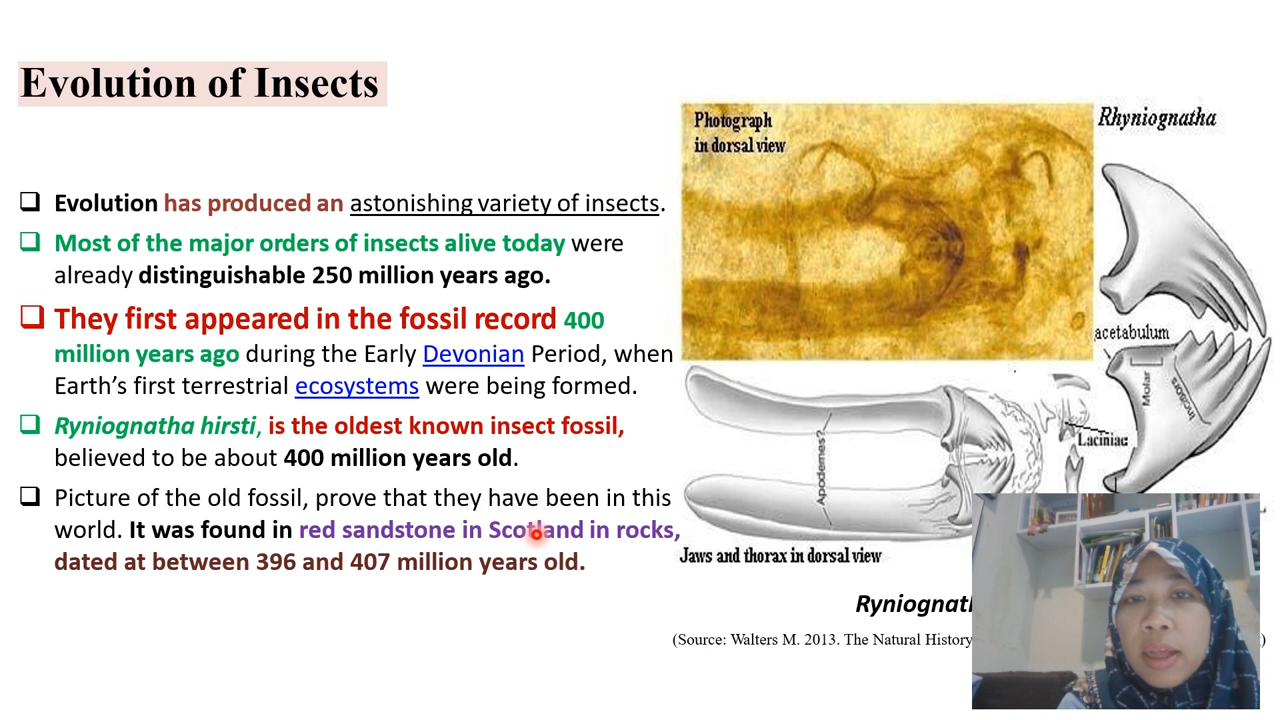 Evolution of Insects
Evolution has produced an astonishing variety of insects.
Most of the major orders of insects alive today were
already distinguishable 250 million years ago.
They first appeared in the fossil record 400
million years ago during the Early Devonian Period, when
Earth’s first terrestrial ecosystems were being formed.
Ryniognatha hirsti, is the oldest known insect fossil,
believed to be about 400 million years old.
Picture of the old fossil, prove that they have been in this
world. It was found in red sandstone in Scotland in rocks,
dated at between 396 and 407 million years old.
Photograph
in dorsal view
Rhyniognatha
acetabulum
Molar
Incisors
Laciniae
Apodemes?
Jaws and thorax in dorsal view
(Source: Walters M. 2013. The Natural History
)